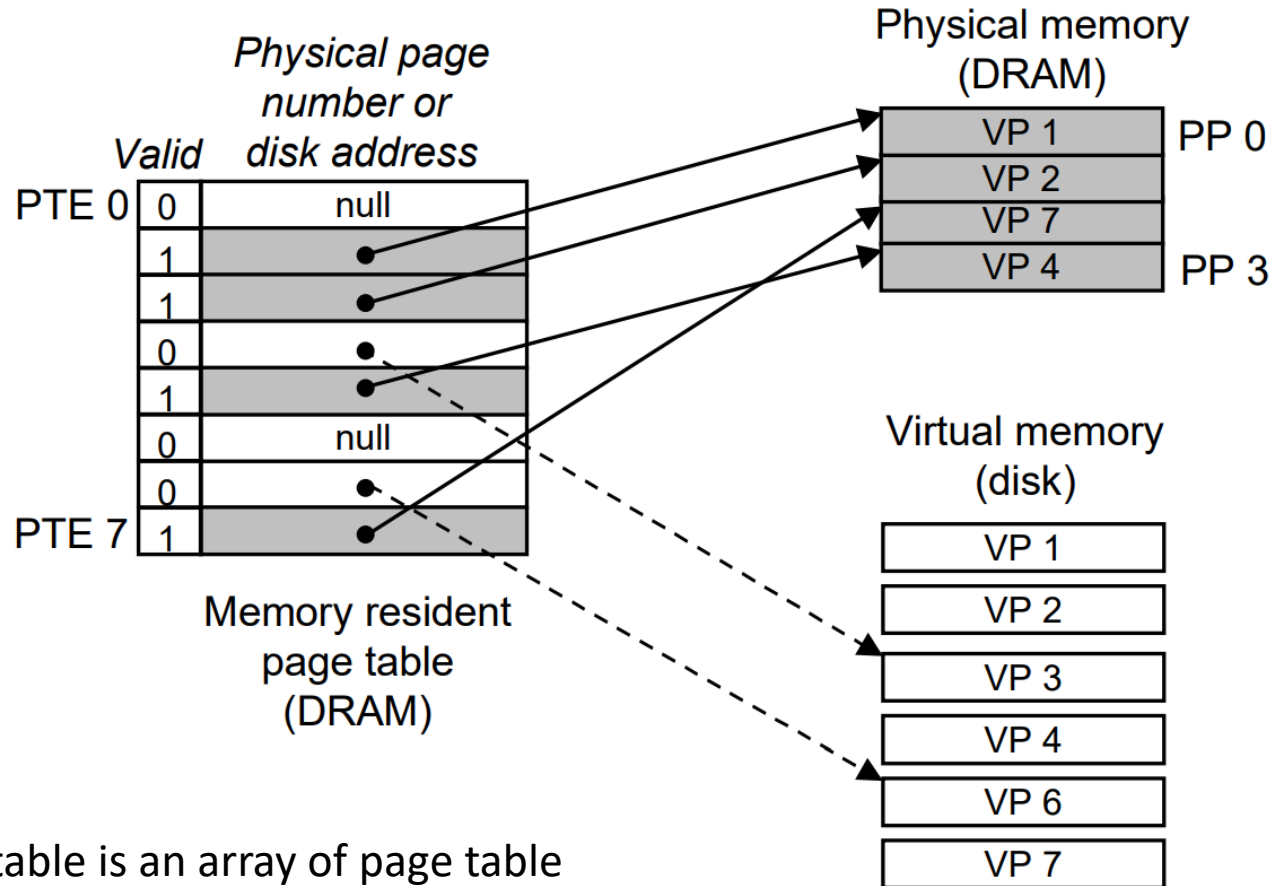 Physical page
number or
disk address
Valid
PTE 0
0
null
1
1
0
1
0
null
0
PTE 7
1
Memory resident
page table
(DRAM)
Physical memory
(DRAM)
VP 1
PP 0
VP 2
VP 7
VP 4
PP 3
Virtual memory
(disk)
VP 1
VP 2
VP 3
VP 4
VP 6
VP 7
table is an array of page table